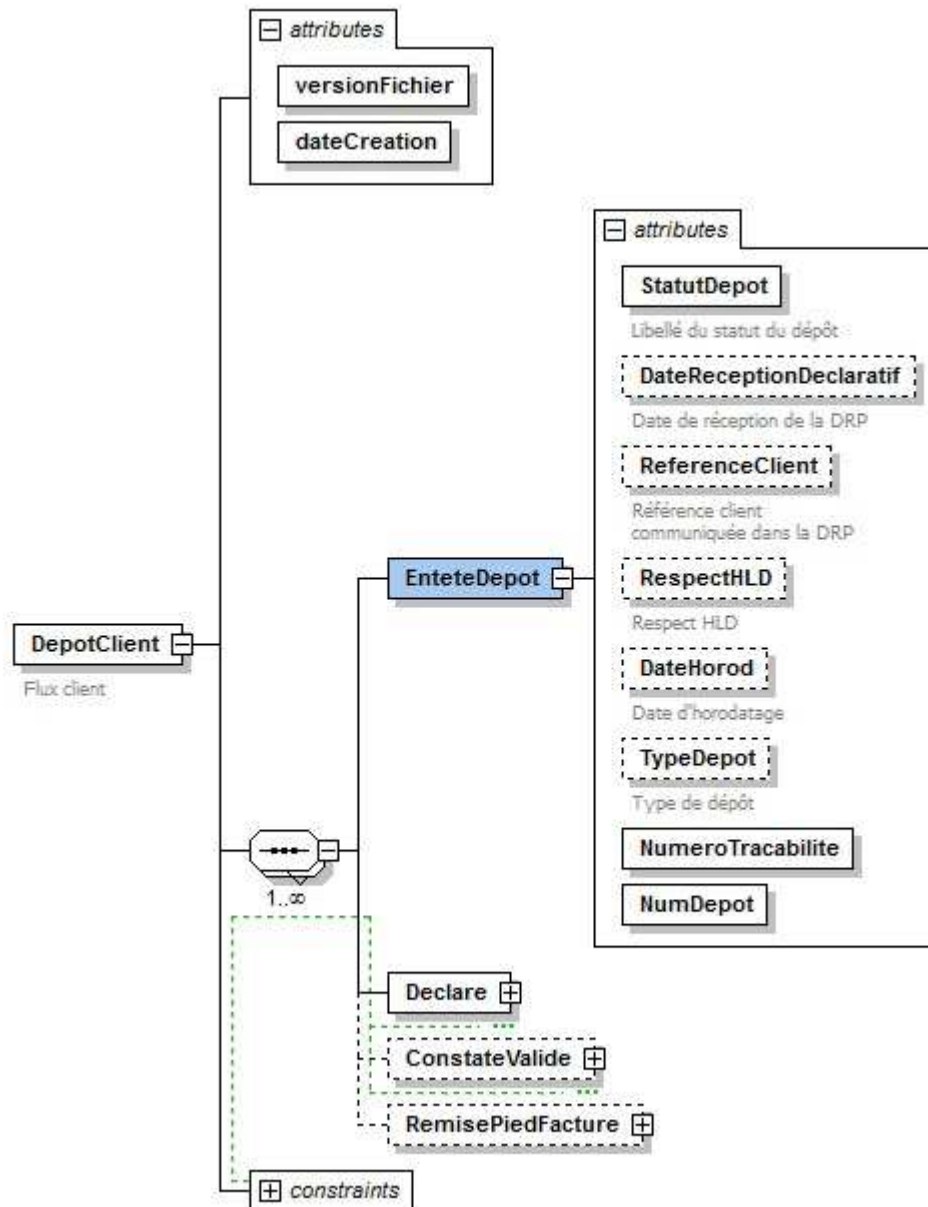 attributes
versionFichier
dateCreation
attributes
StatutDepot
Libellé du statut du dépôt
DateReceptionDeclaratif
Date de réception de la DRP
ReferenceClient
Référence client
communiquée dans la DRP
EnteteDepot
RespectHLD
Respect HLD
DepotClient
Flux client
DateHorod
Date d'horodatage
TypeDepot
Type de dépôt
NumeroTracabilite
1..∞
NumDepot
Declare
ConstateValide
RemisePiedFacture
constraints